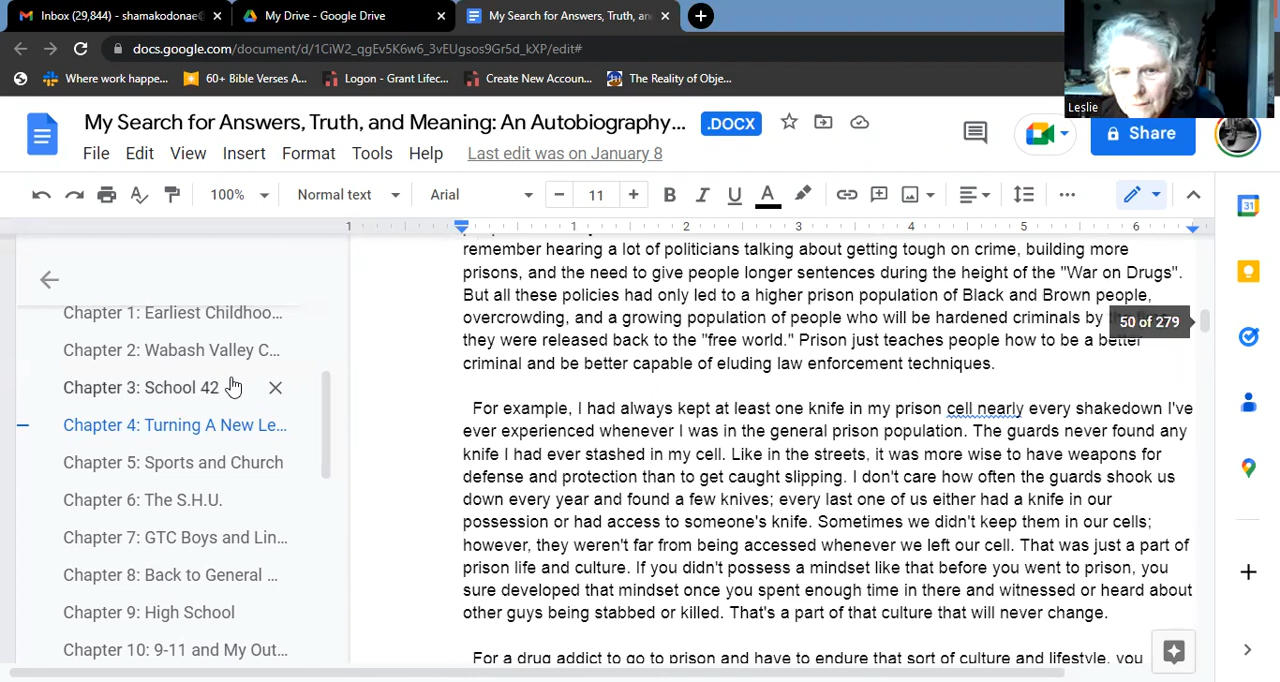 Inbox (29,844) - shamakodonae@
My Drive - Google Drive
My Search for Answers, Truth, an
docs.google.com/document/d/1CiW2_qgEv5K6w6_3vEUgsos9Gr5d_kXP/edit#
Where work happe...
60+ Bible Verses A...
Logon - Grant Lifec...
Create New Accoun...
The Reality of Obje...
Leslie
My Search for Answers, Truth, and Meaning: An Autobiography...
.DOCX
Share
File Edit View Insert Format Tools Help Last edit was on January 8
100% Normal text Arial 11 B I U A
31
1 1 2 3 4 5 6
Chapter 1: Earliest Childhoo...
Chapter 2: Wabash Valley C...
Chapter 3: School 42
Chapter 4: Turning A New Le...
Chapter 5: Sports and Church
Chapter 6: The S.H.U.
Chapter 7: GTC Boys and Lin...
Chapter 8: Back to General ...
Chapter 9: High School
Chapter 10: 9-11 and My Out...
remember hearing a lot of politicians talking about getting tough on crime, building more
prisons, and the need to give people longer sentences during the height of the "War on Drugs".
But all these policies had only led to a higher prison population of Black and Brown people,
overcrowding, and a growing population of people who will be hardened criminals by
they were released back to the "free world." Prison just teaches people how to be a better
criminal and be better capable of eluding law enforcement techniques.
50 of 279
For example, I had always kept at least one knife in my prison cell nearly every shakedown I've
ever experienced whenever I was in the general prison population. The guards never found any
knife I had ever stashed in my cell. Like in the streets, it was more wise to have weapons for
defense and protection than to get caught slipping. I don't care how often the guards shook us
down every year and found a few knives; every last one of us either had a knife in our
possession or had access to someone's knife. Sometimes we didn't keep them in our cells;
however, they weren't far from being accessed whenever we left our cell. That was just a part of
prison life and culture. If you didn't possess a mindset like that before you went to prison, you
sure developed that mindset once you spent enough time in there and witnessed or heard about
other guys being stabbed or killed. That's a part of that culture that will never change.
For a drug addict to go to prison and have to endure that sort of culture and lifestyle, you